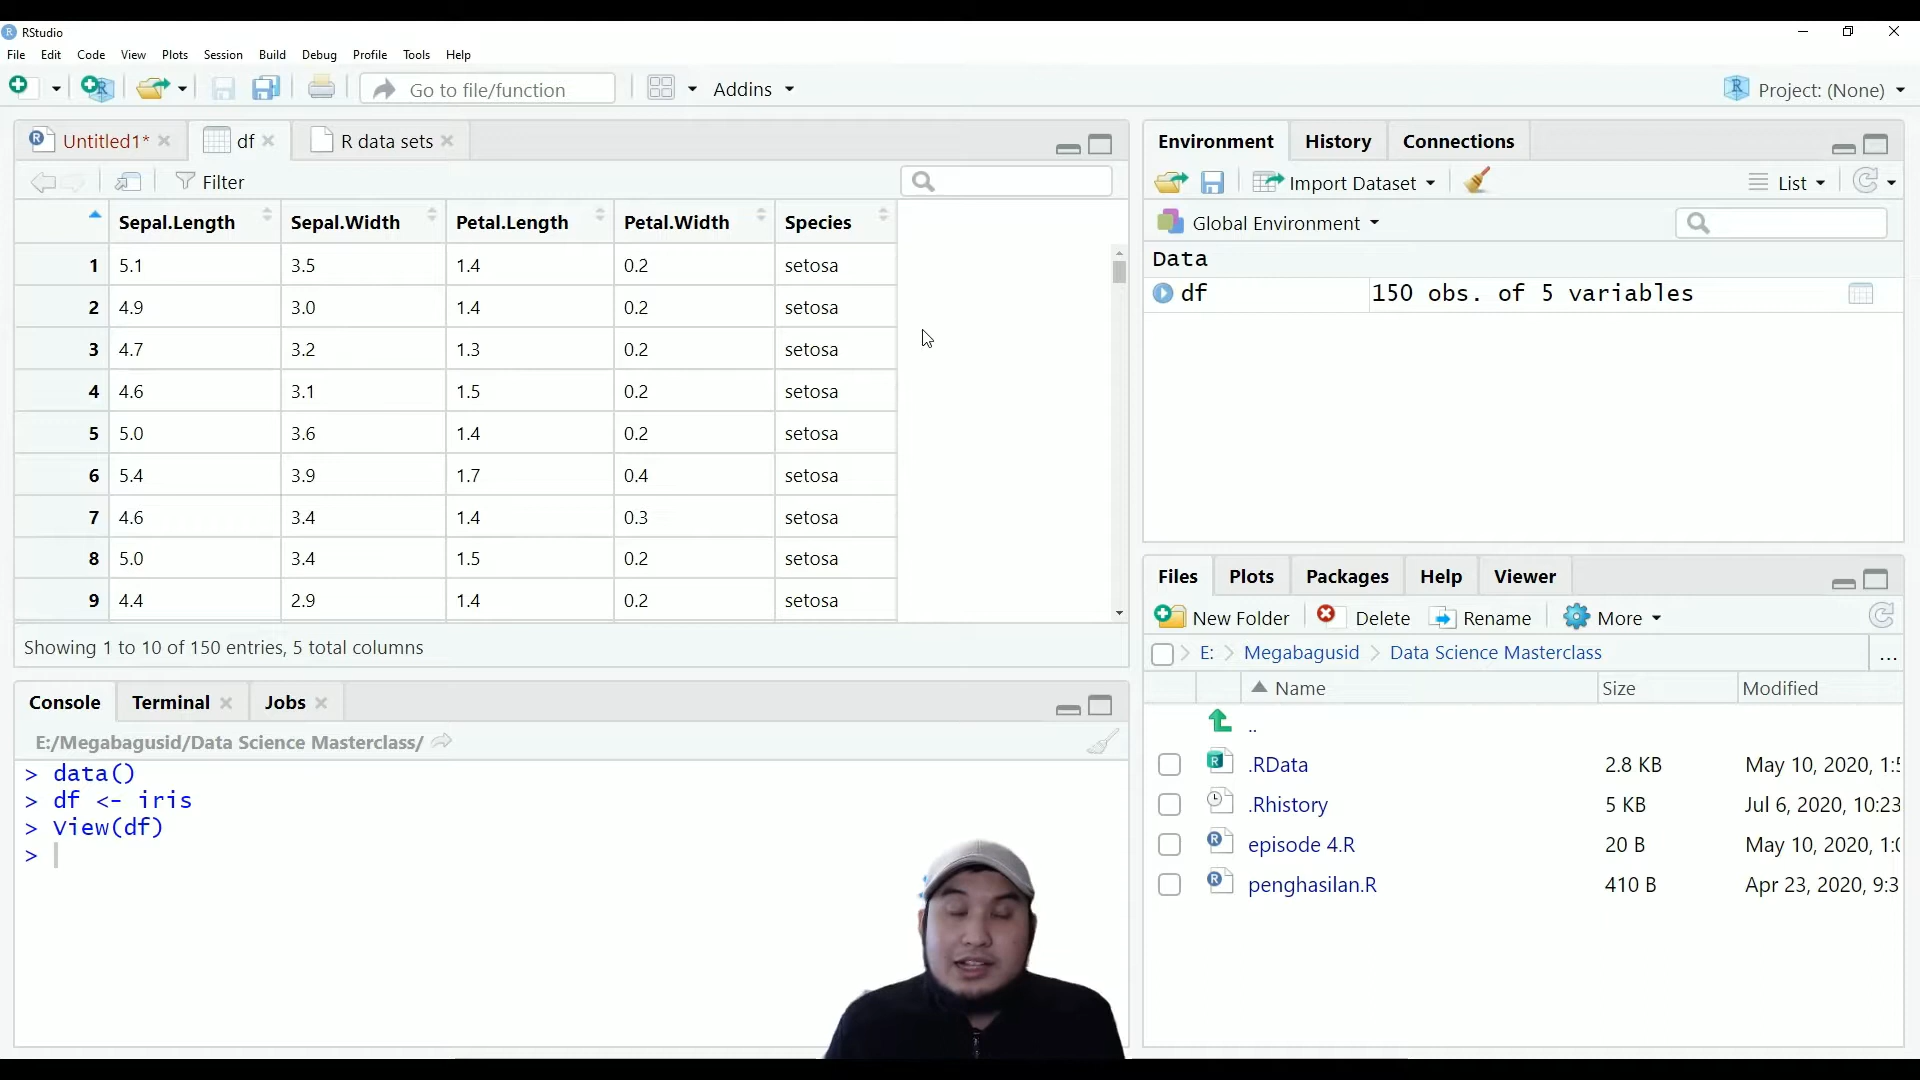 RStudio
File Edit Code View Plots Session Build Debug Profile Tools Help
Go to file/function Addins Project: (None)
Untitled1* df R data sets
Filter
Sepal.Length Sepal.Width Petal.Length Petal.Width Species
1 5.1 3.5 1.4 0.2 setosa
2 4.9 3.0 1.4 0.2 setosa
3 4.7 3.2 1.3 0.2 setosa
4 4.6 3.1 1.5 0.2 setosa
5 5.0 3.6 1.4 0.2 setosa
6 5.4 3.9 1.7 0.4 setosa
7 4.6 3.4 1.4 0.3 setosa
8 5.0 3.4 1.5 0.2 setosa
9 4.4 2.9 1.4 0.2 setosa
Showing 1 to 10 of 150 entries, 5 total columns
Console Terminal Jobs
E:/Megabagusid/Data Science Masterclass/
> data()
> df <- iris
> View(df)
>
Environment History Connections
Import Dataset List
Global Environment
Data
df 150 obs. of 5 variables
Files Plots Packages Help Viewer
New Folder Delete Rename More
E: Megabagusid Data Science Masterclass ...
Name Size Modified
..
.RData 2.8 KB May 10, 2020, 1:5
.Rhistory 5 KB Jul 6, 2020, 10:23
episode 4.R 20 B May 10, 2020, 1:0
penghasilan.R 410 B Apr 23, 2020, 9:3